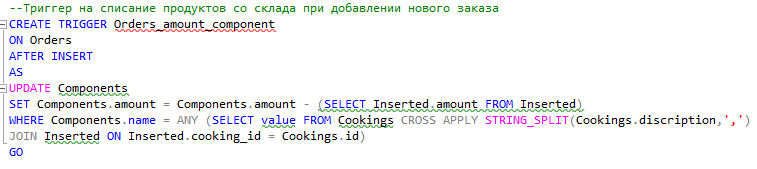 --Триггер на списание продуктов со склада при добавлении нового заказа
CREATE TRIGGER Orders_amount_component
ON Orders
AFTER INSERT
AS
UPDATE Components
SET Components.amount = Components.amount - (SELECT Inserted.amount FROM Inserted)
WHERE Components.name = ANY (SELECT value FROM Cookings CROSS APPLY STRING_SPLIT(Cookings.discription,',')
JOIN Inserted ON Inserted.cooking_id = Cookings.id)
GO